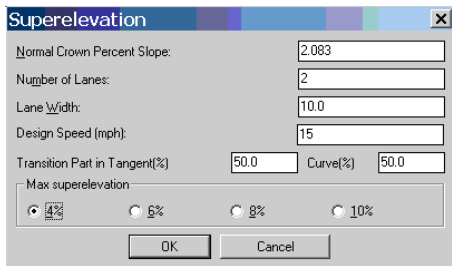 Superelevation
Normal Crown Percent Slope: 2.083
Number of Lanes: 2
Lane Width: 10.0
Design Speed (mph): 15
Transition Part in Tangent(%) 50.0 Curve(%) 50.0
Max superelevation
4% 6% 8% 10%
OK Cancel